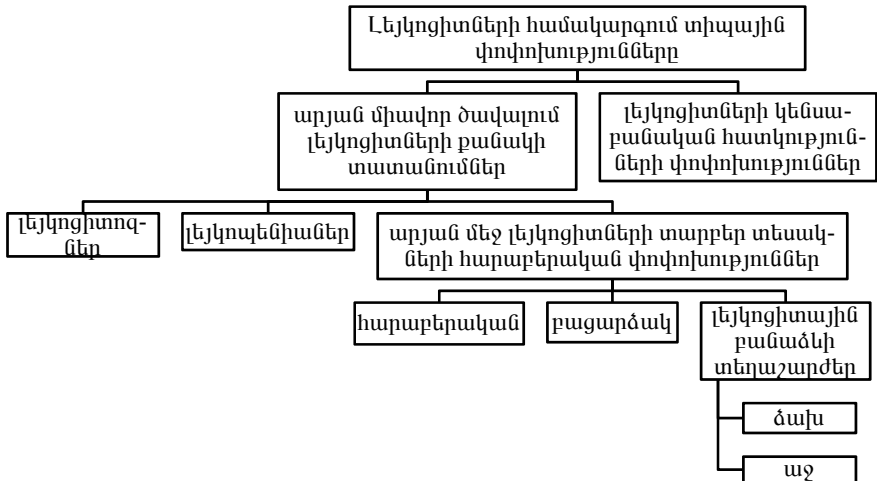 Լեյկոցիտների համակարգում տիպային
փոփոխությունները
արյան միավոր ծավալում
լեյկոցիտների քանակի
տատանումներ
լեյկոցիտների կենսա-
բանական հատկություն-
ների փոփոխություններ
լեյկոցիտոզ-
ներ
լեյկոպենիաներ
արյան մեջ լեյկոցիտների տարբեր տեսակ-
ների հարաբերական փոփոխություններ
հարաբերական
բացարձակ
լեյկոցիտային
բանաձևի
տեղաշարժեր
ձախ
աջ